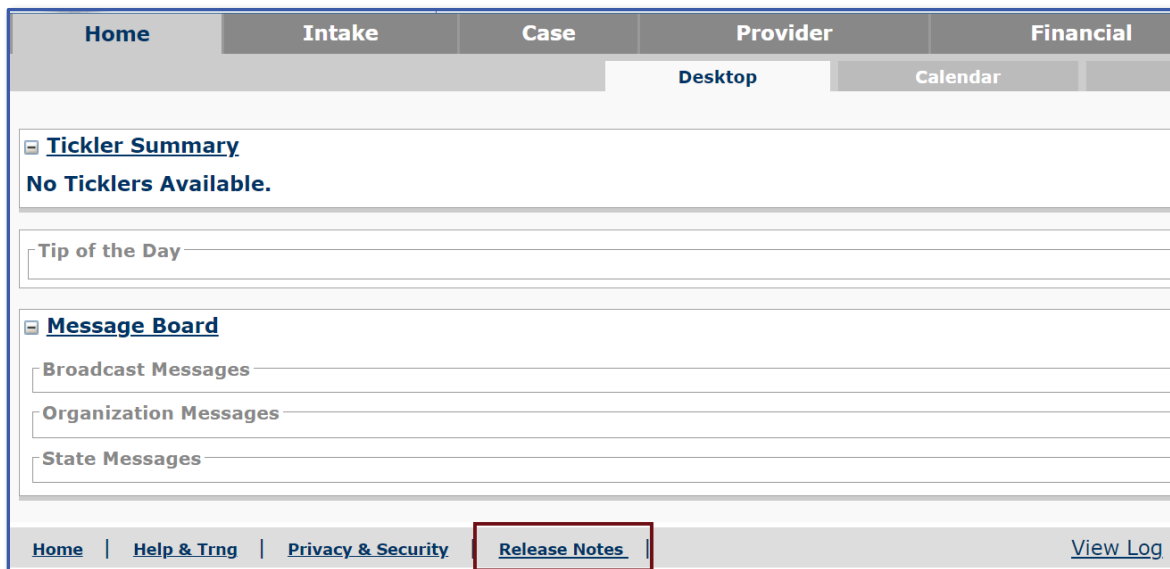 Home Intake Case Provider Financial
Desktop Calendar
Tickler Summary
No Ticklers Available.
Tip of the Day
Message Board
Broadcast Messages
Organization Messages
State Messages
Home | Help & Trng | Privacy & Security | Release Notes | View Log